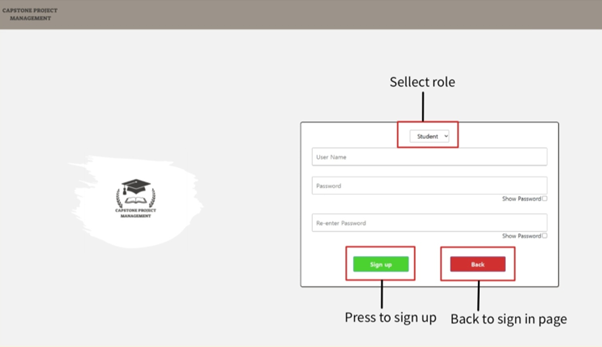 CAPSTONE PROJECT
MANAGEMENT
Sellect role
Student
User Name
Password
Show Password
Re-enter Password
Show Password
CAPSTONE PROJECT
MANAGEMENT
Sign up
Back
Press to sign up
Back to sign in page